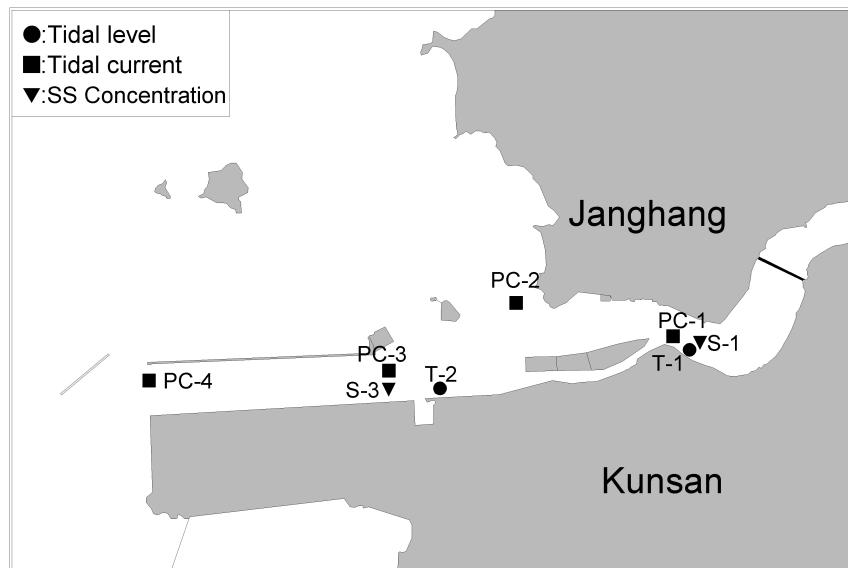 ●:Tidal level
■:Tidal current
▼:SS Concentration
Janghang
PC-2
PC-1
S-1
T-1
PC-3
T-2
PC-4
S-3
Kunsan